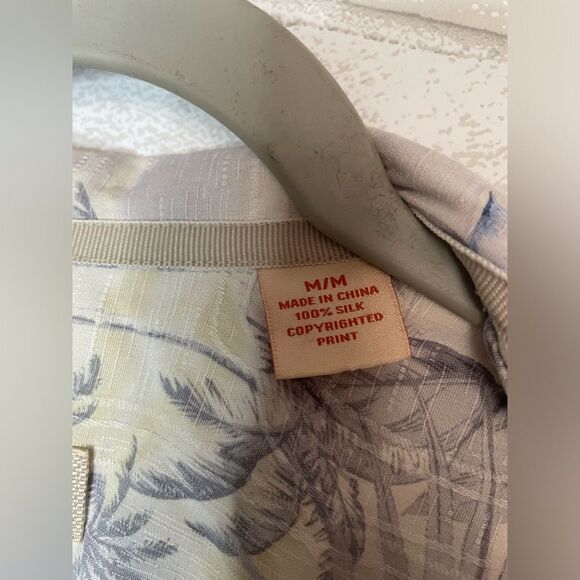 M/M
MADE IN CHINA
100% SILK
COPYRIGHTED
PRINT